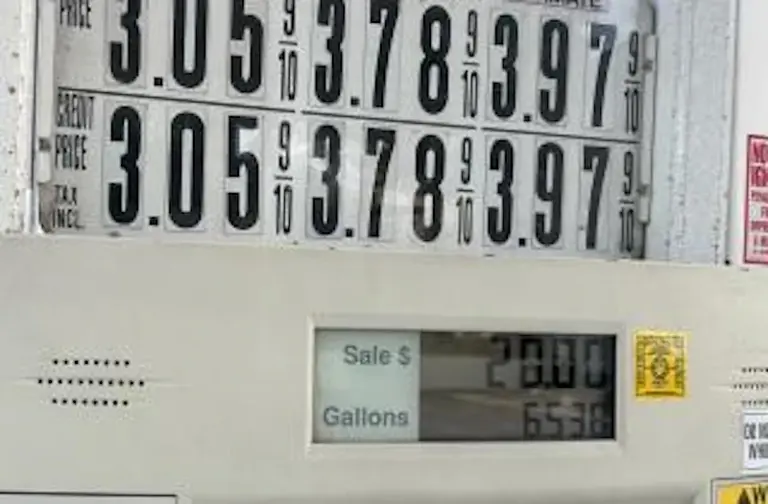 PRICE 3.05 9/10 3.78 9/10 3.97 9/10
CREDIT
PRICE
TAX
INCL.
3.05 9/10 3.78 9/10 3.97 9/10
Sale $ 20.00
Gallons 6.536